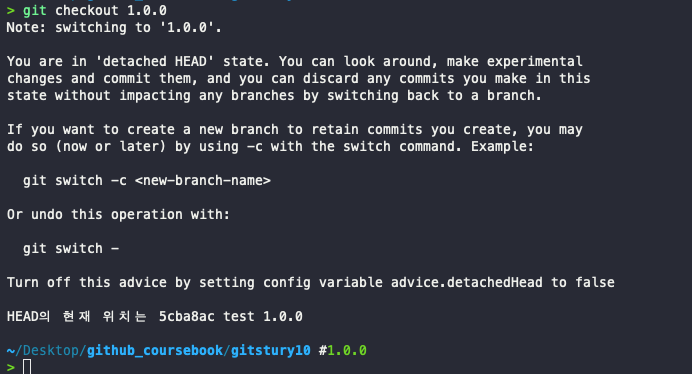 > git checkout 1.0.0
Note: switching to '1.0.0'.
You are in 'detached HEAD' state. You can look around, make experimental
changes and commit them, and you can discard any commits you make in this
state without impacting any branches by switching back to a branch.
If you want to create a new branch to retain commits you create, you may
do so (now or later) by using -c with the switch command. Example:
git switch -c <new-branch-name>
Or undo this operation with:
git switch -
Turn off this advice by setting config variable advice.detachedHead to false
HEAD의 현재 위치는 5cba8ac test 1.0.0
~/Desktop/github_coursebook/gitstury10 #1.0.0
>